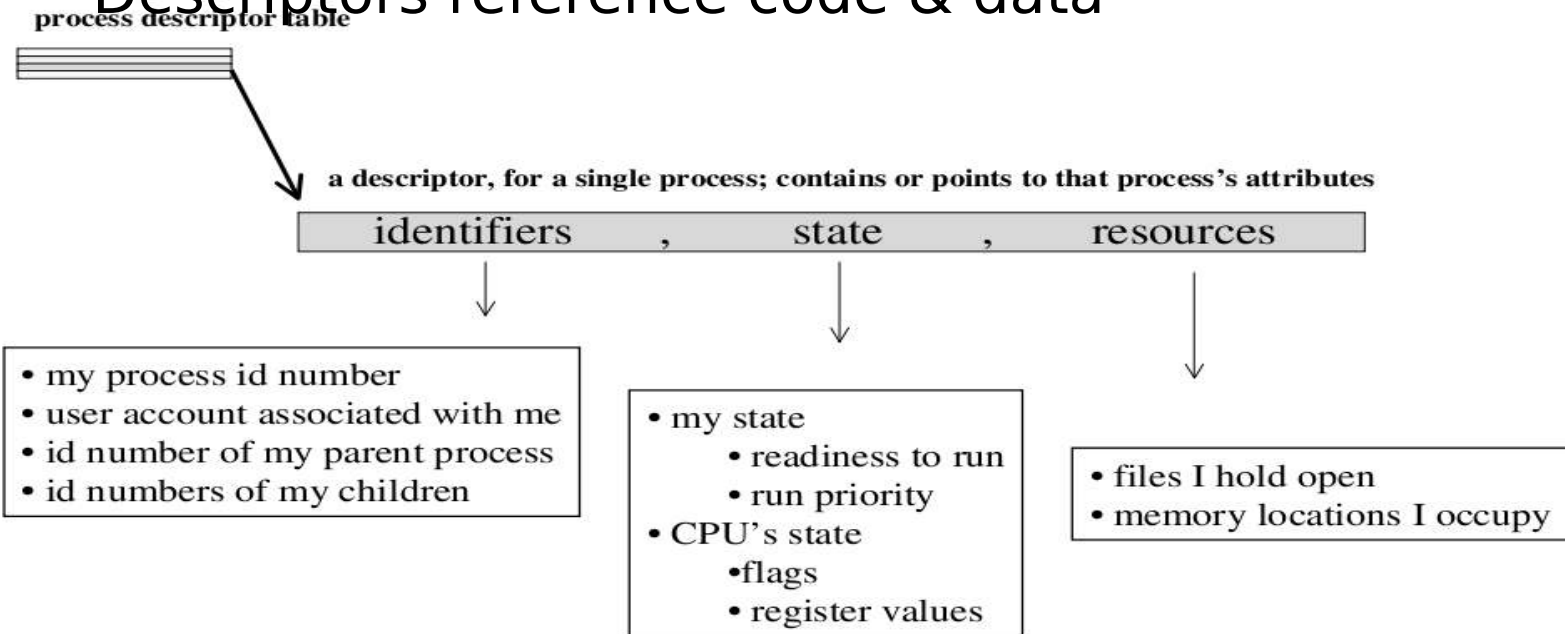 Descriptors reference code & data
process descriptor table
a descriptor, for a single process; contains or points to that process’s attributes
identifiers , state , resources
• my process id number
• user account associated with me
• id number of my parent process
• id numbers of my children
• my state
• readiness to run
• run priority
• CPU’s state
•flags
• register values
• files I hold open
• memory locations I occupy